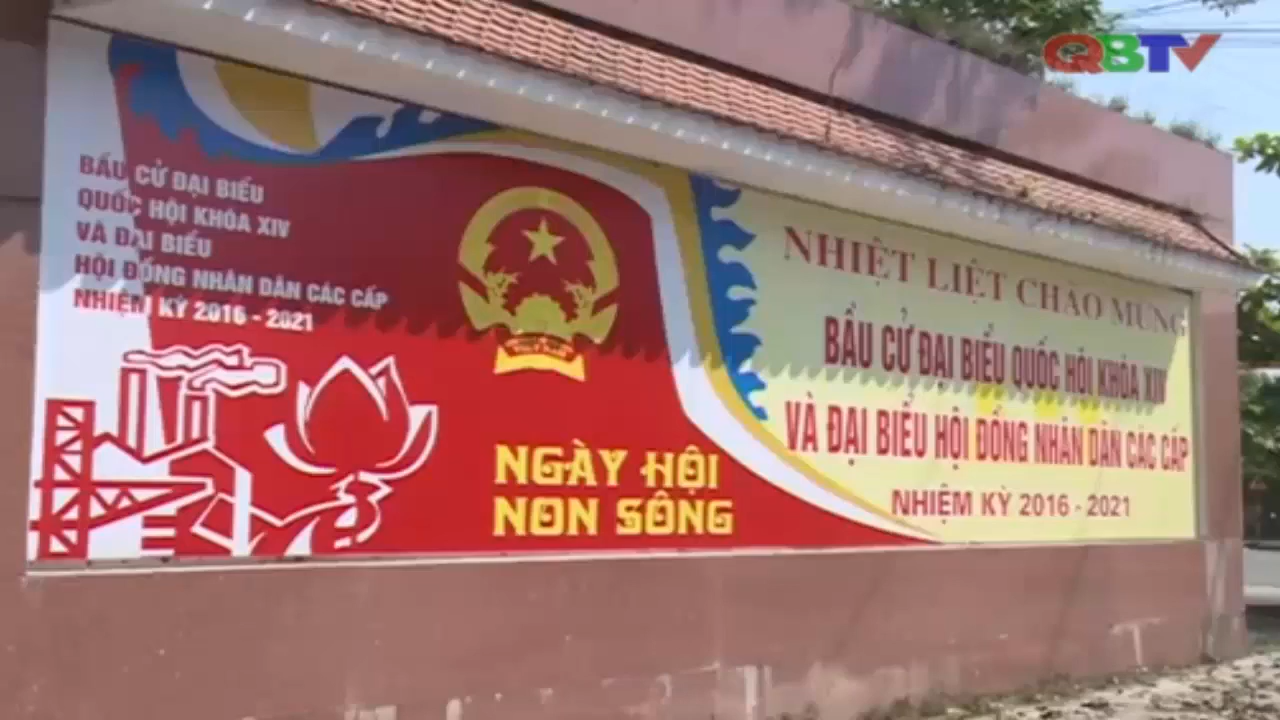 QBTV
BẦU CỬ ĐẠI BIỂU
QUỐC HỘI KHÓA XIV
VÀ ĐẠI BIỂU
HỘI ĐỒNG NHÂN DÂN CÁC CẤP
NHIỆM KỲ 2016 - 2021
NGÀY HỘI
NON SÔNG
NHIỆT LIỆT CHÀO MỪNG
BẦU CỬ ĐẠI BIỂU QUỐC HỘI KHÓA XIV
VÀ ĐẠI BIỂU HỘI ĐỒNG NHÂN DÂN CÁC CẤP
NHIỆM KỲ 2016 - 2021